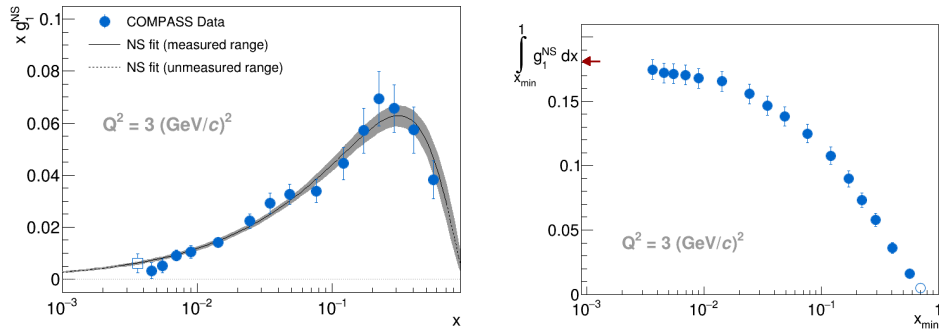 x g₁^NS
0.1
0.08
0.06
0.04
0.02
0
COMPASS Data
NS fit (measured range)
NS fit (unmeasured range)
Q² = 3 (GeV/c)²
10⁻³
10⁻²
10⁻¹
x
1
∫ g₁^NS dx
x_min
0.15
0.1
0.05
0
Q² = 3 (GeV/c)²
10⁻³
10⁻²
10⁻¹
1
x_min